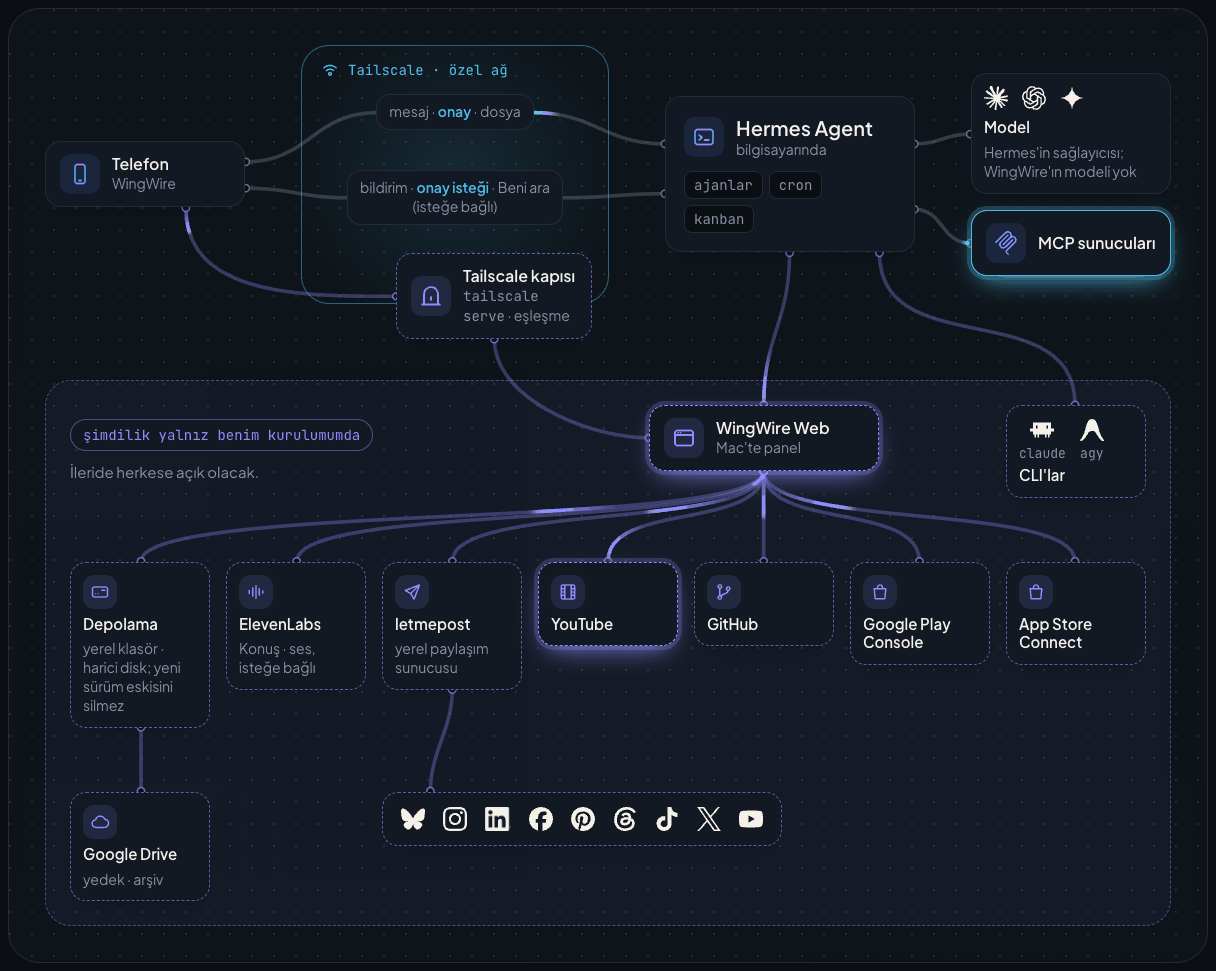 Tailscale · özel ağ
mesaj · onay · dosya
Telefon
WingWire
bildirim · onay isteği · Beni ara
(isteğe bağlı)
Tailscale kapısı
tailscale
serve · eşleşme
Hermes Agent
bilgisayarında
ajanlar
cron
kanban
Model
Hermes'in sağlayıcısı;
WingWire'ın modeli yok
MCP sunucuları
şimdilik yalnız benim kurulumumda
İleride herkese açık olacak.
WingWire Web
Mac'te panel
claude
agy
CLI'lar
Depolama
yerel klasör ·
harici disk; yeni
sürüm eskisini
silmez
ElevenLabs
Konuş · ses,
isteğe bağlı
letmepost
yerel paylaşım
sunucusu
YouTube
GitHub
Google Play
Console
App Store
Connect
Google Drive
yedek · arşiv